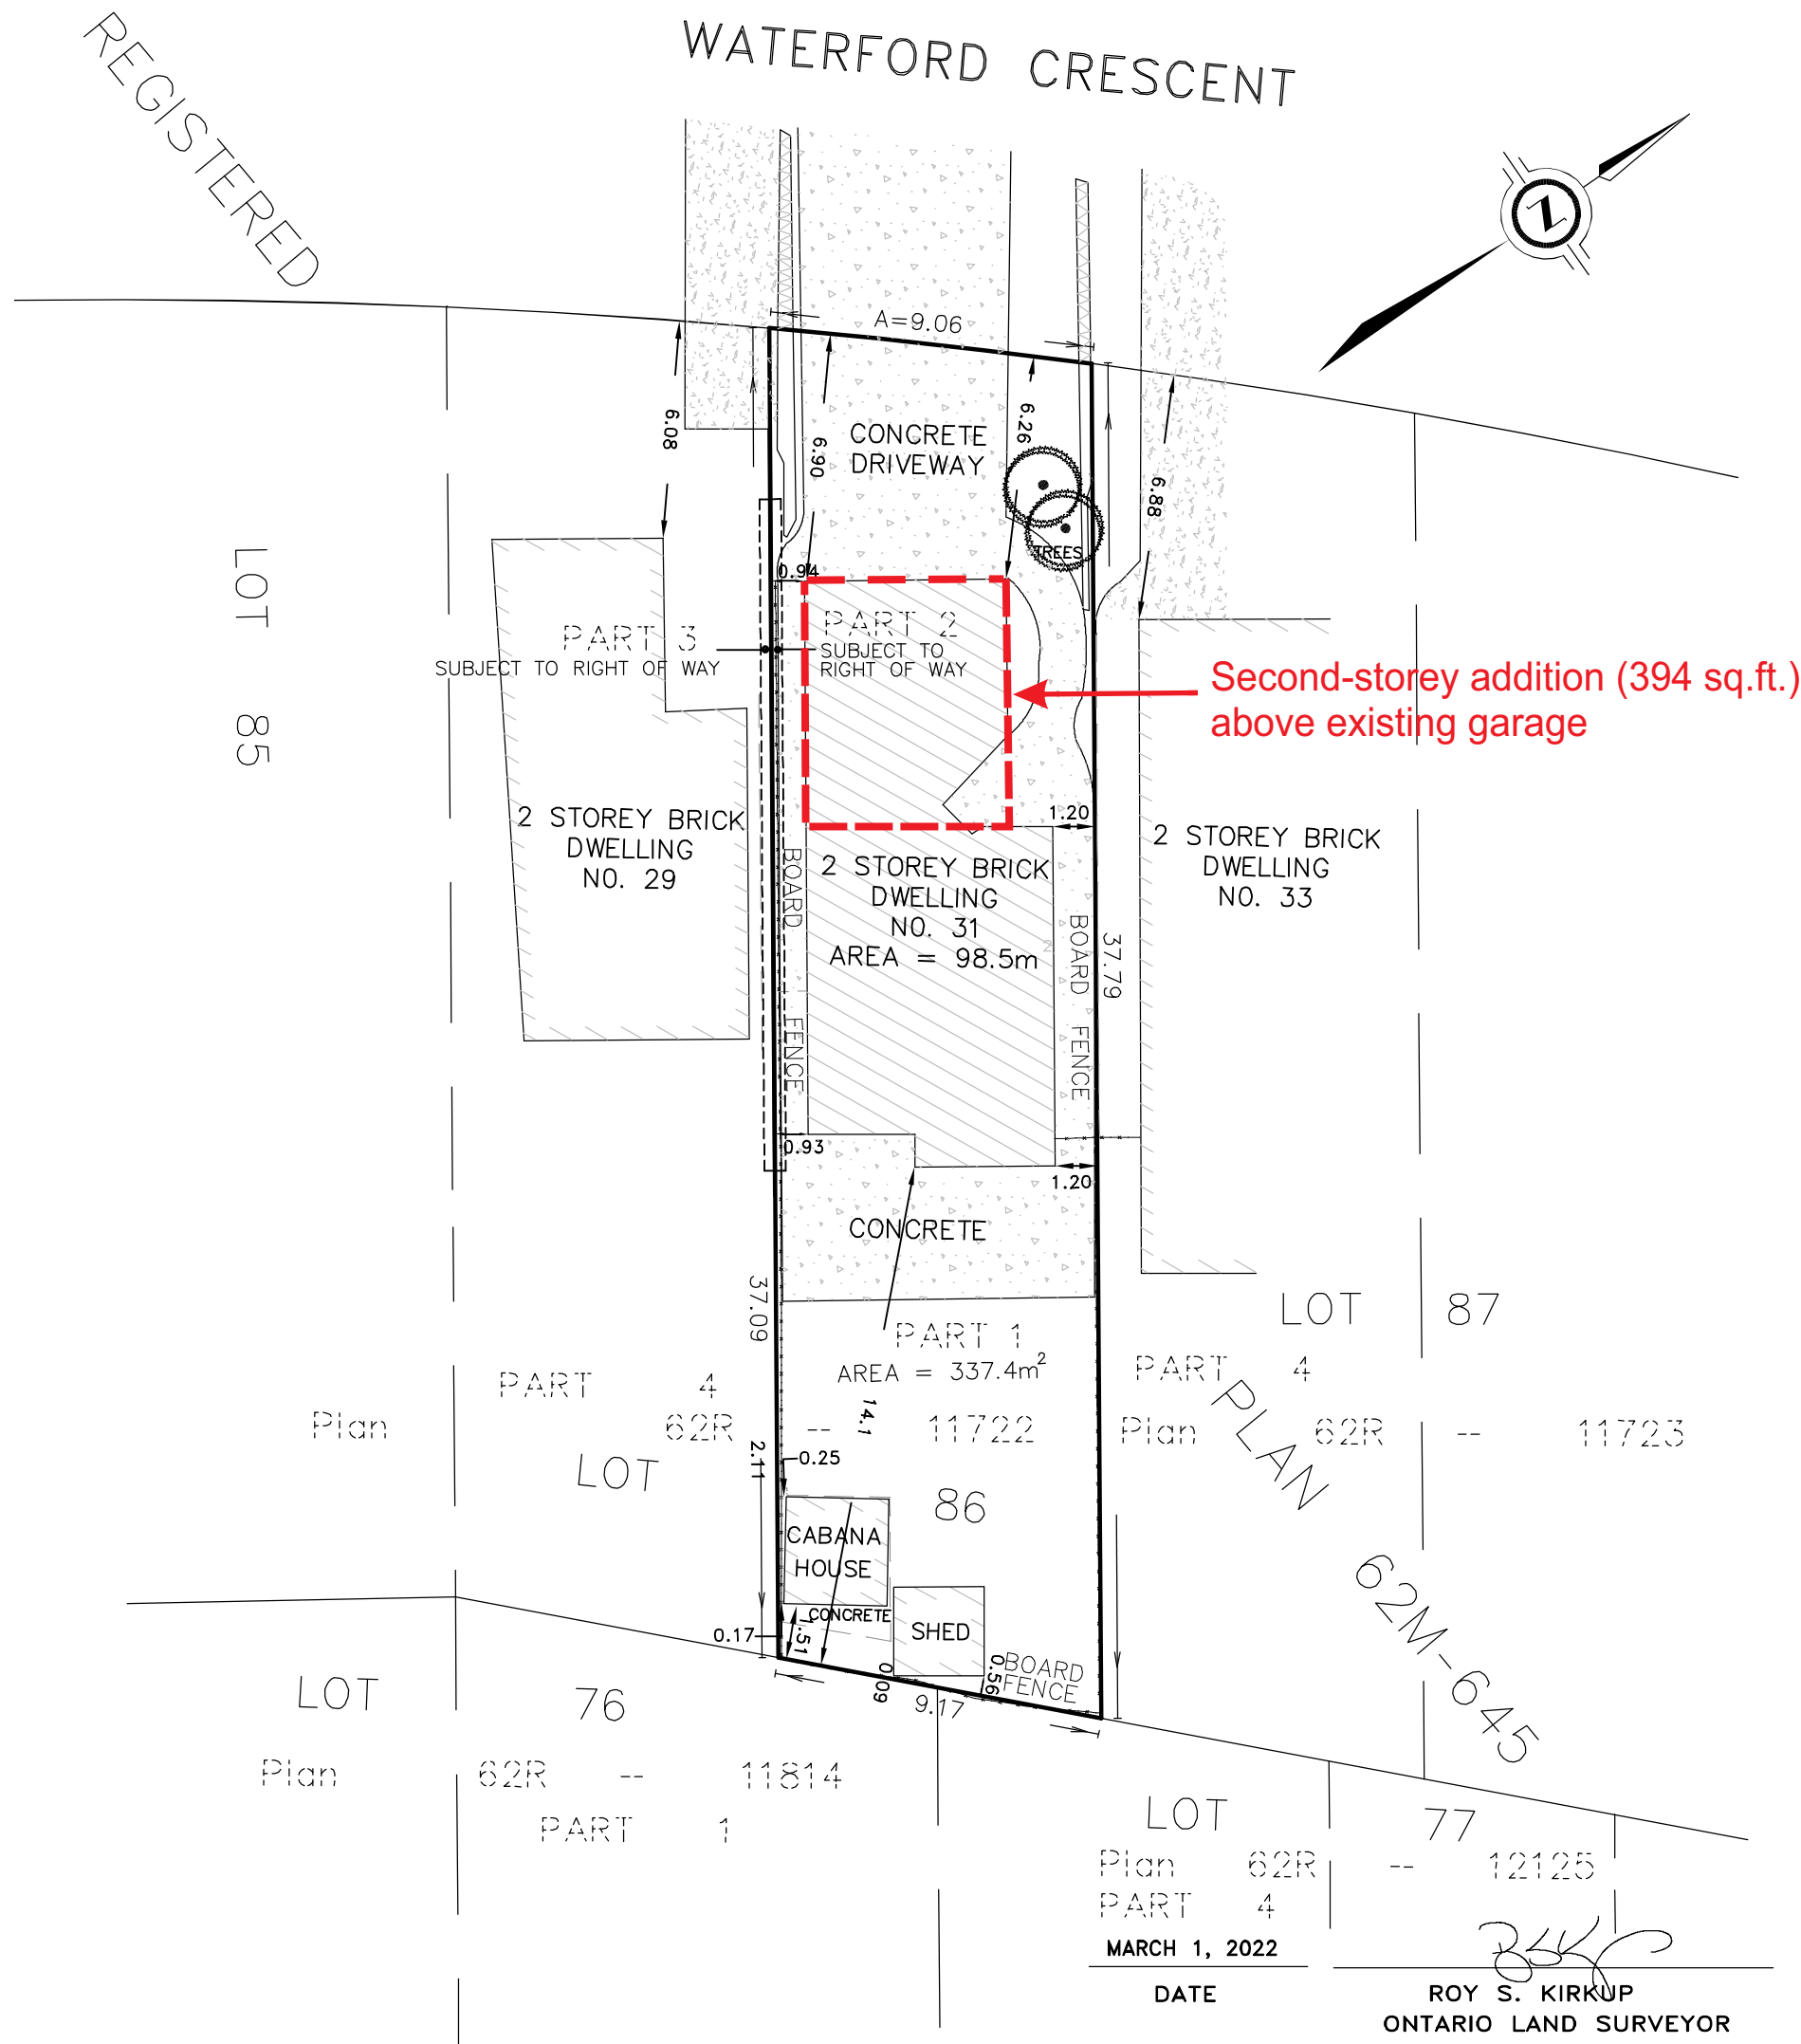 WATERFORD CRESCENT
REGISTERED
N
A=9.06
6.08
6.90
CONCRETE
DRIVEWAY
6.26
6.88
TREES
0.94
LOT 85
PART 3
SUBJECT TO RIGHT OF WAY
PART 2
SUBJECT TO
RIGHT OF WAY
Second-storey addition (394 sq.ft.)
above existing garage
1.20
2 STOREY BRICK
DWELLING
NO. 29
BOARD FENCE
2 STOREY BRICK
DWELLING
NO. 31
AREA = 98.5m
2
BOARD FENCE
37.79
2 STOREY BRICK
DWELLING
NO. 33
0.93
1.20
CONCRETE
37.09
PART 1
AREA = 337.4m²
14.1
LOT 87
PART 4
Plan 62R -- 11722
PART 4
Plan 62R -- 11723
PLAN 62M-645
LOT 86
2.11
0.25
CABANA
HOUSE
CONCRETE
SHED
0.17
1.51
0.09
0.56
BOARD
FENCE
9.17
LOT 76
Plan 62R -- 11814
PART 1
LOT 77
Plan 62R -- 12125
PART 4
MARCH 1, 2022
DATE
ROY S. KIRKUP
ONTARIO LAND SURVEYOR